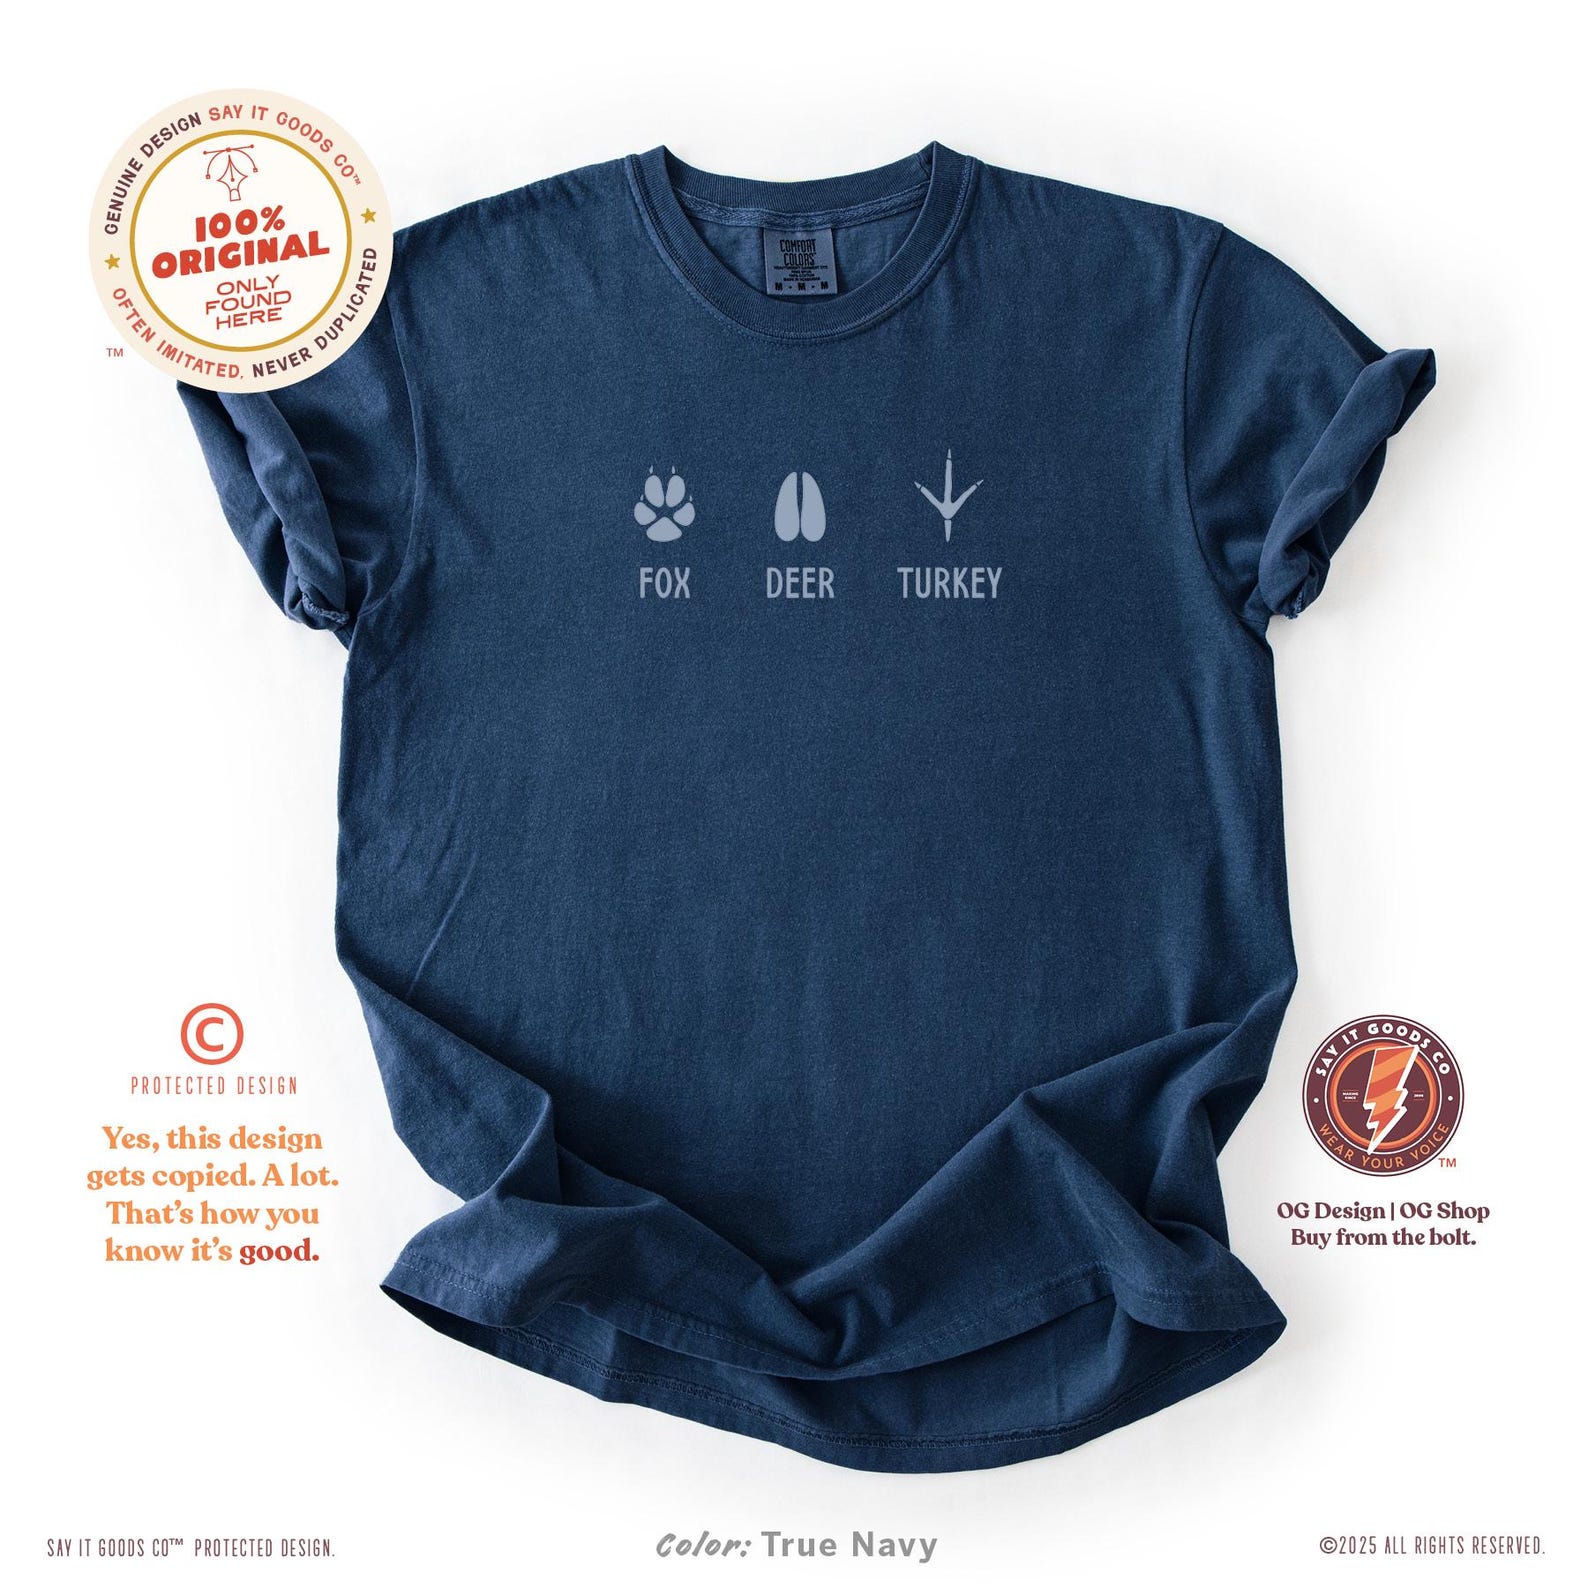 GENUINE DESIGN SAY IT GOODS CO™
100%
ORIGINAL
ONLY
FOUND
HERE
OFTEN IMITATED, NEVER DUPLICATED
TM
COMFORT
COLORS
M - M - M
FOX DEER TURKEY
©
PROTECTED DESIGN
Yes, this design
gets copied. A lot.
That's how you
know it's good.
SAY IT GOODS CO
WEAR YOUR VOICE
TM
OG Design | OG Shop
Buy from the bolt.
SAY IT GOODS CO™ PROTECTED DESIGN.
Color: True Navy
©2025 ALL RIGHTS RESERVED.